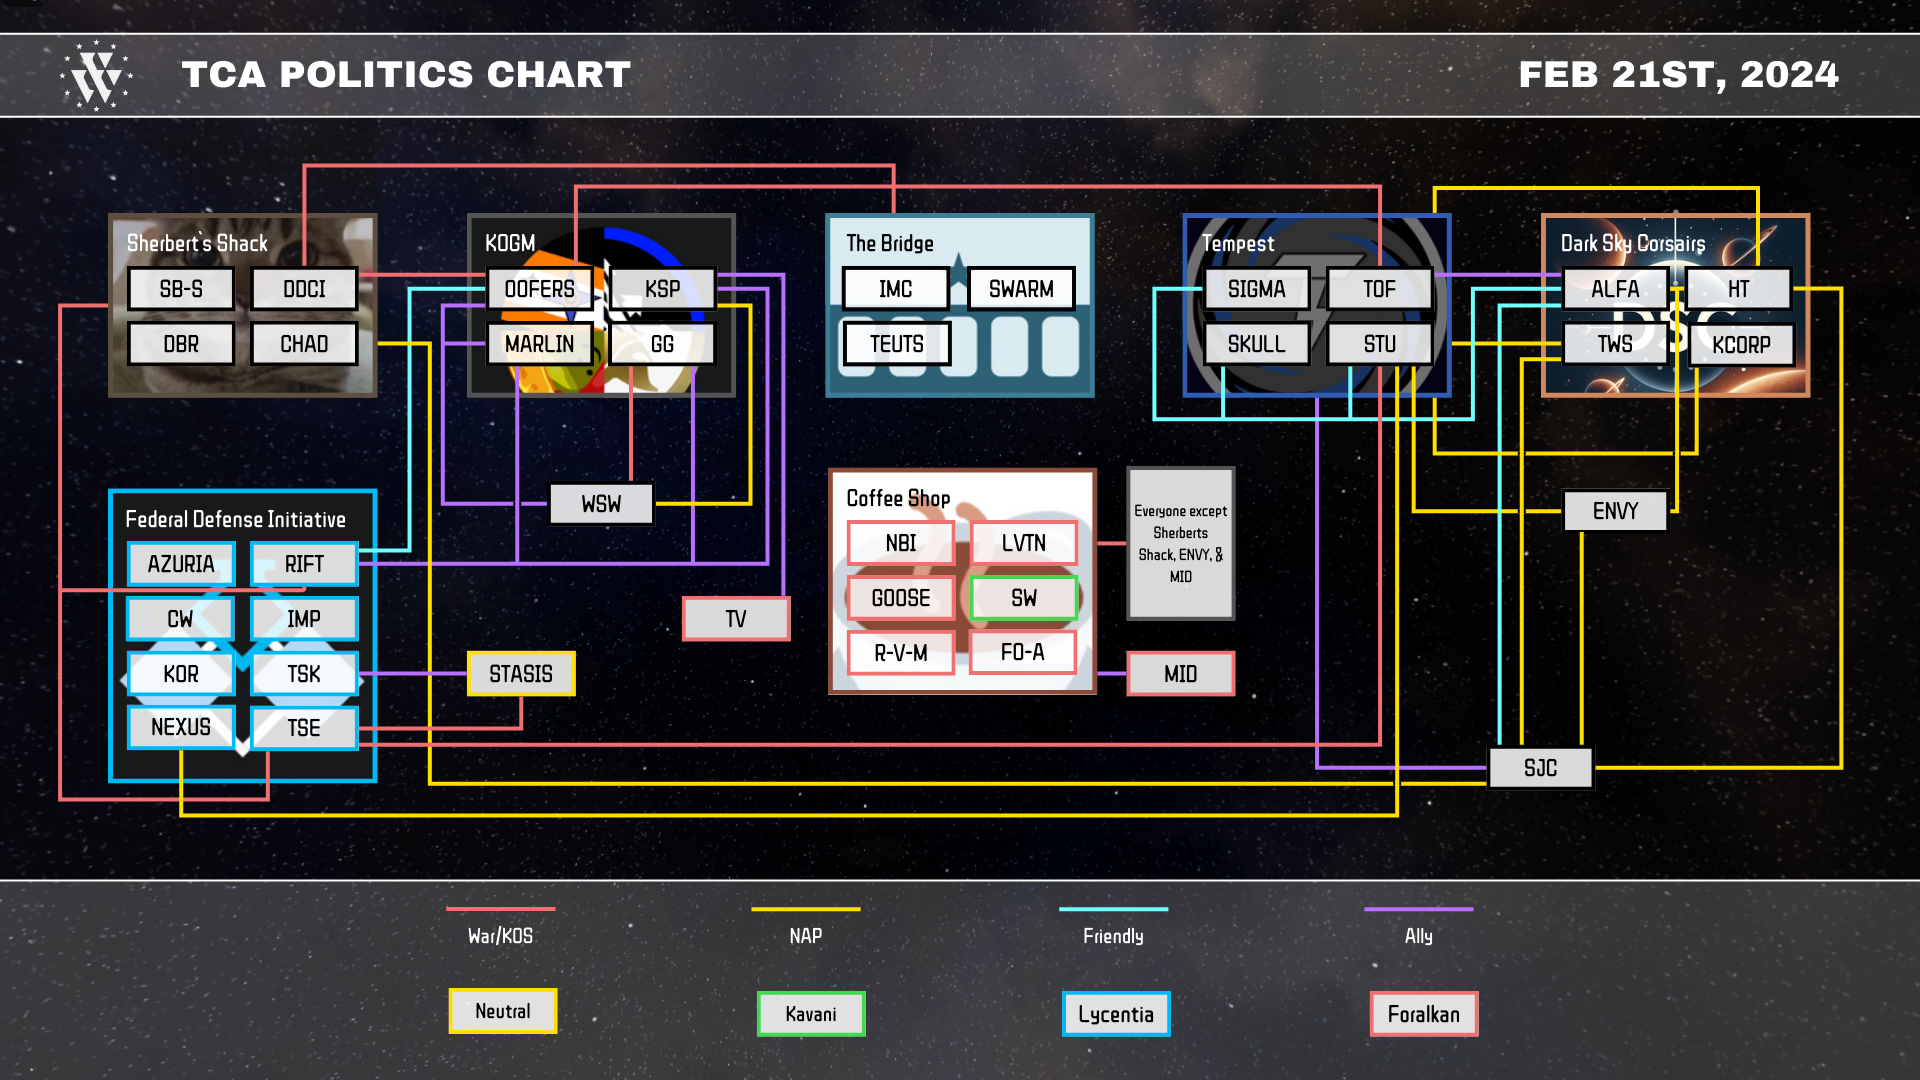 TCA POLITICS CHART
FEB 21ST, 2024
Sherbert`s Shack
SB-S
DDCI
DBR
CHAD
KOGM
OOFERS
KSP
MARLIN
GG
The Bridge
IMC
SWARM
TEUTS
Tempest
SIGMA
TOF
SKULL
STU
Dark Sky Corsairs
ALFA
HT
TWS
KCORP
DSC
WSW
Federal Defense Initiative
AZURIA
RIFT
CW
IMP
KOR
TSK
NEXUS
TSE
STASIS
TV
Coffee Shop
NBI
LVTN
GOOSE
SW
R-V-M
FO-A
Everyone except
Sherberts
Shack, ENVY, &
MID
MID
ENVY
SJC
War/KOS
NAP
Friendly
Ally
Neutral
Kavani
Lycentia
Foralkan